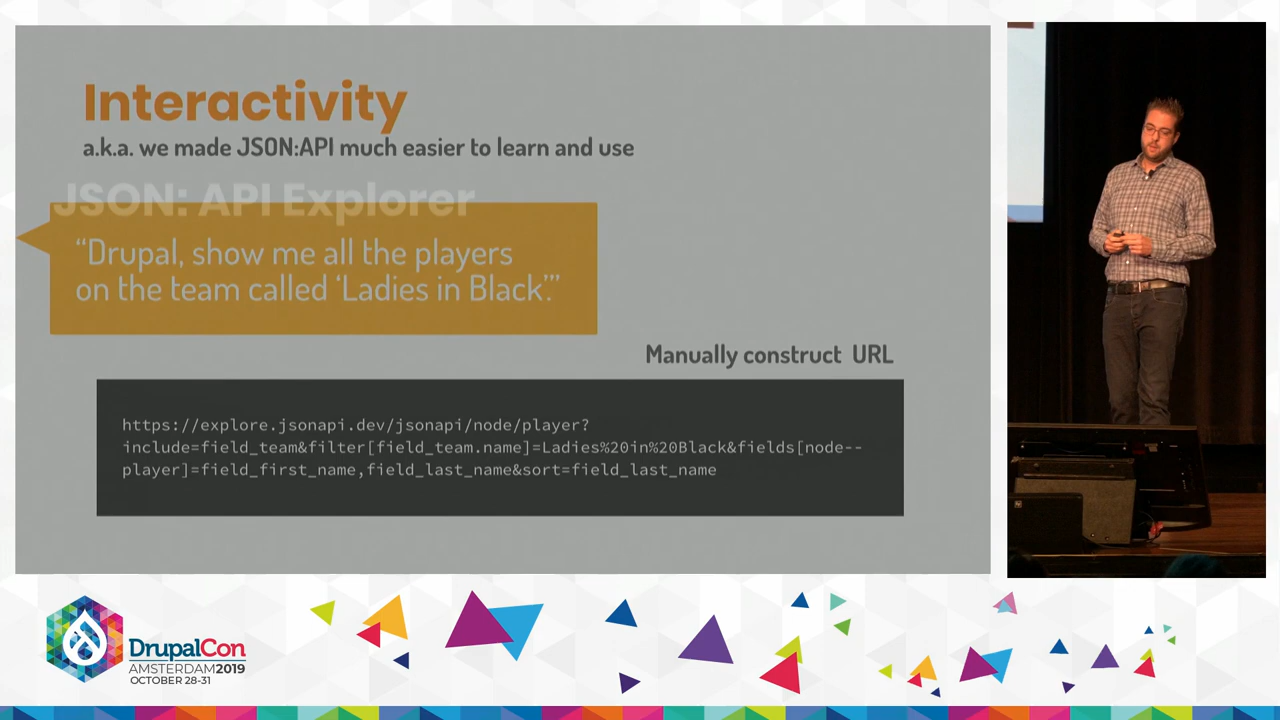 Interactivity
a.k.a. we made JSON:API much easier to learn and use
JSON: API Explorer
“Drupal, show me all the players
on the team called ‘Ladies in Black’.”
Manually construct URL
https://explore.jsonapi.dev/jsonapi/node/player?
include=field_team&filter[field_team.name]=Ladies%20in%20Black&fields[node--
player]=field_first_name,field_last_name&sort=field_last_name
DrupalCon
AMSTERDAM2019
OCTOBER 28-31